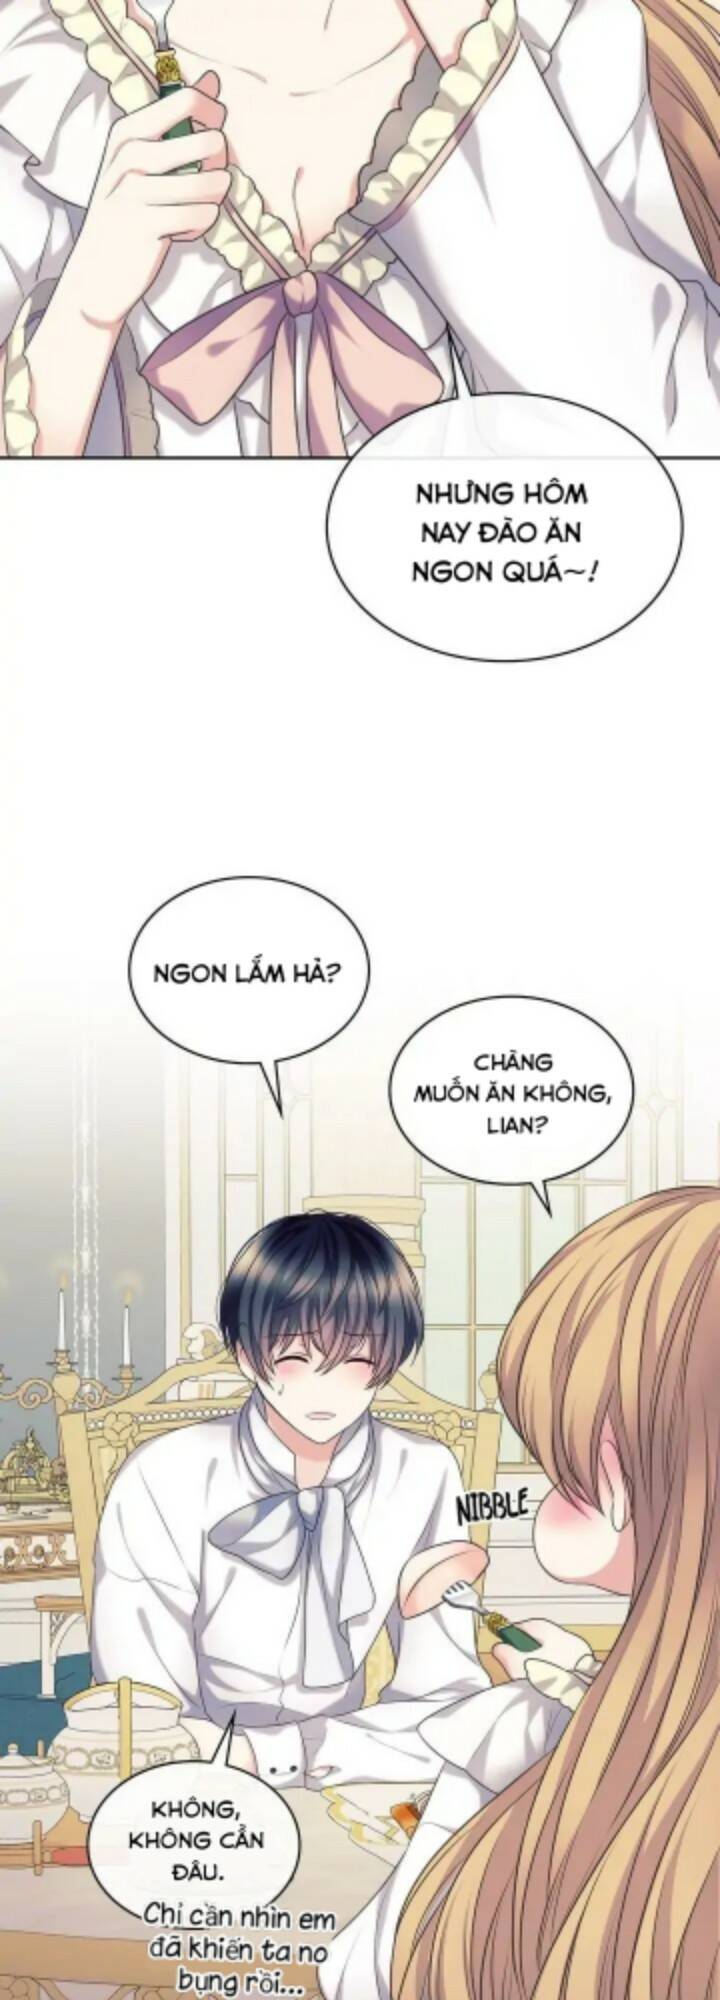 NHƯNG HÔM
NAY ĐÀO ĂN
NGON QUÁ~!
NGON LẮM HẢ?
CHÀNG
MUỐN ĂN KHÔNG,
LIAN?
NIBBLE
KHÔNG,
KHÔNG CẦN
ĐÂU.
Chỉ cần nhìn em
đã khiến ta no
bụng rồi...